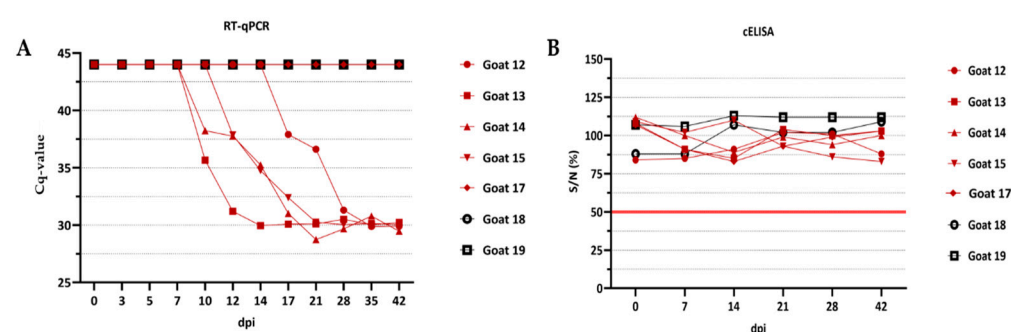 RT-qPCR
A
Cq-value
45
40
35
30
25
0 3 5 7 10 12 14 17 21 28 35 42
dpi
Goat 12
Goat 13
Goat 14
Goat 15
Goat 17
Goat 18
Goat 19
cELISA
B
S/N (%)
150
125
100
75
50
25
0
0 7 14 21 28 42
dpi
Goat 12
Goat 13
Goat 14
Goat 15
Goat 17
Goat 18
Goat 19